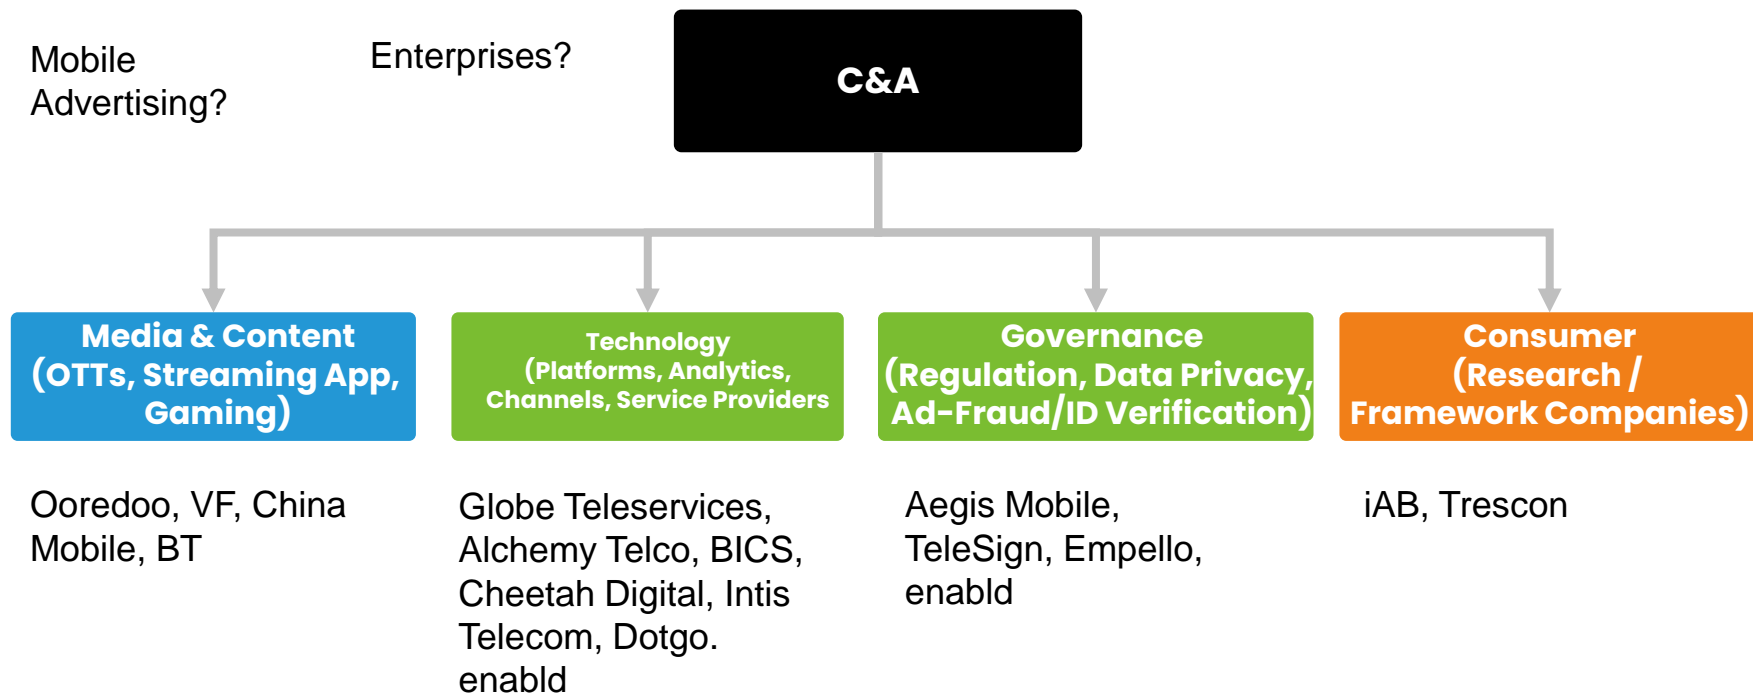 Mobile
Advertising?
Enterprises?
C&A
Media & Content
(OTTs, Streaming App,
Gaming)
Technology
(Platforms, Analytics,
Channels, Service Providers
Governance
(Regulation, Data Privacy,
Ad-Fraud/ID Verification)
Consumer
(Research /
Framework Companies)
Ooredoo, VF, China
Mobile, BT
Globe Teleservices,
Alchemy Telco, BICS,
Cheetah Digital, Intis
Telecom, Dotgo.
enabld
Aegis Mobile,
TeleSign, Empello,
enabld
iAB, Trescon